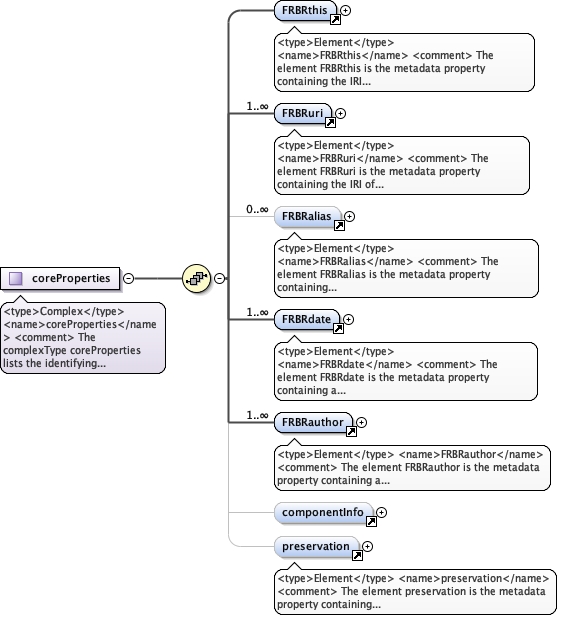 FRBRthis
<type>Element</type>
<name>FRBRthis</name> <comment> The
element FRBRthis is the metadata property
containing the IRI...
1..∞
FRBRuri
<type>Element</type>
<name>FRBRuri</name> <comment> The
element FRBRuri is the metadata property
containing the IRI of...
0..∞
FRBRalias
<type>Element</type>
<name>FRBRalias</name> <comment> The
element FRBRalias is the metadata property
containing...
coreProperties
<type>Complex</type>
<name>coreProperties</name
> <comment> The
complexType coreProperties
lists the identifying...
1..∞
FRBRdate
<type>Element</type>
<name>FRBRdate</name> <comment> The
element FRBRdate is the metadata property
containing a...
1..∞
FRBRauthor
<type>Element</type> <name>FRBRauthor</name>
<comment> The element FRBRauthor is the metadata
property containing a...
componentInfo
preservation
<type>Element</type> <name>preservation</name>
<comment> The element preservation is the metadata
property containing...